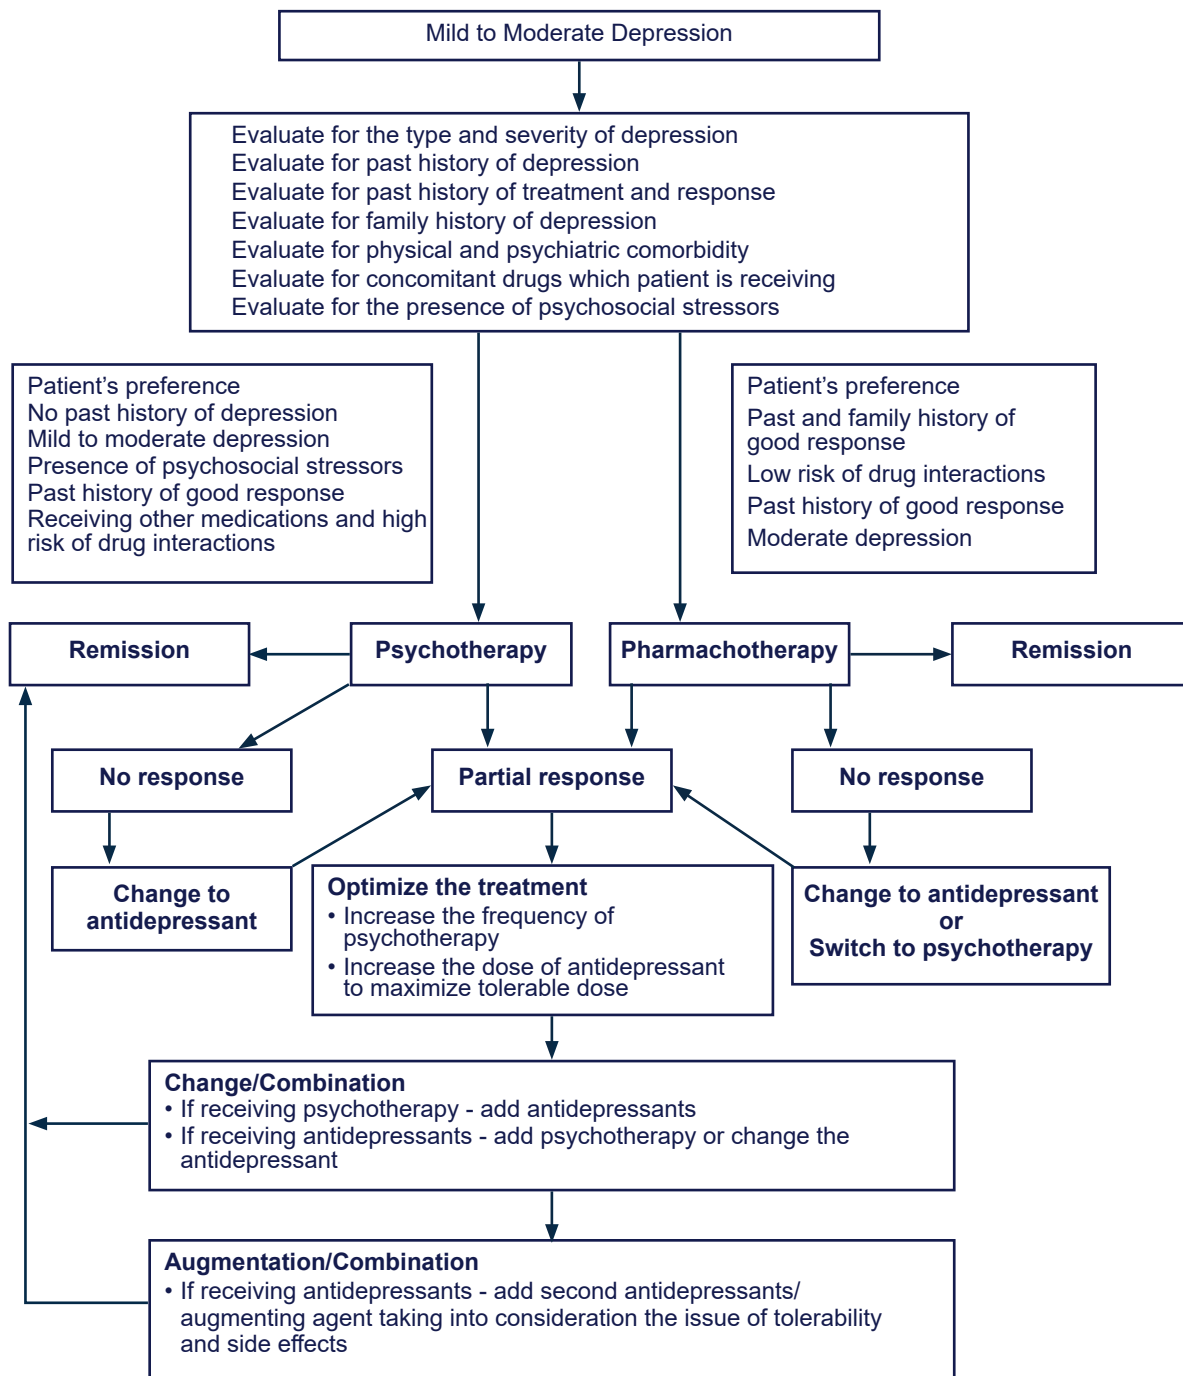 Mild to Moderate Depression
Evaluate for the type and severity of depression
Evaluate for past history of depression
Evaluate for past history of treatment and response
Evaluate for family history of depression
Evaluate for physical and psychiatric comorbidity
Evaluate for concomitant drugs which patient is receiving
Evaluate for the presence of psychosocial stressors
Patient’s preference
No past history of depression
Mild to moderate depression
Presence of psychosocial stressors
Past history of good response
Receiving other medications and high
risk of drug interactions
Patient’s preference
Past and family history of
good response
Low risk of drug interactions
Past history of good response
Moderate depression
Remission
Psychotherapy
Pharmachotherapy
Remission
No response
Partial response
No response
Change to
antidepressant
Optimize the treatment
• Increase the frequency of
psychotherapy
• Increase the dose of antidepressant
to maximize tolerable dose
Change to antidepressant
or
Switch to psychotherapy
Change/Combination
• If receiving psychotherapy - add antidepressants
• If receiving antidepressants - add psychotherapy or change the
antidepressant
Augmentation/Combination
• If receiving antidepressants - add second antidepressants/
augmenting agent taking into consideration the issue of tolerability
and side effects